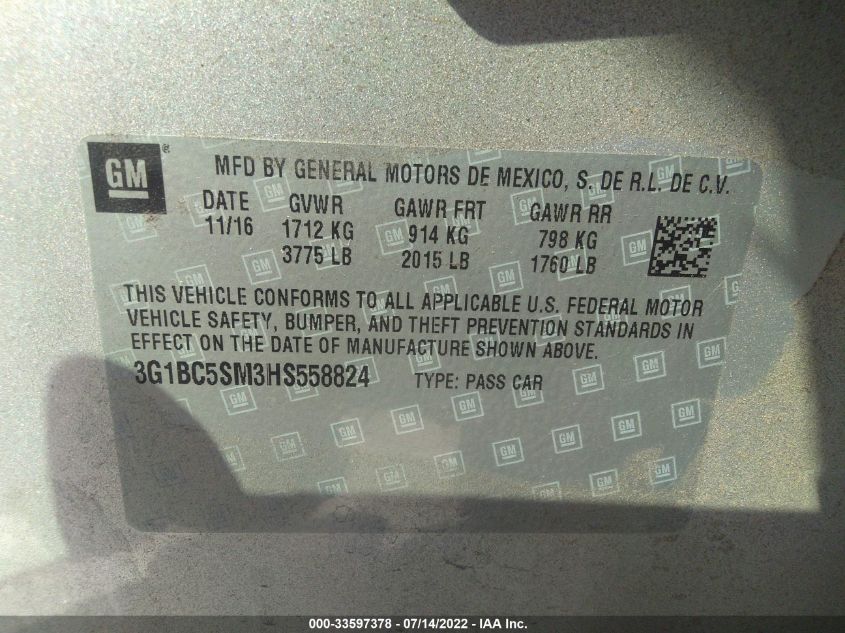 GM®
MFD BY GENERAL MOTORS DE MEXICO, S. DE R.L. DE C.V.
DATE GVWR GAWR FRT GAWR RR
11/16 1712 KG 914 KG 798 KG
3775 LB 2015 LB 1760 LB
THIS VEHICLE CONFORMS TO ALL APPLICABLE U.S. FEDERAL MOTOR
VEHICLE SAFETY, BUMPER, AND THEFT PREVENTION STANDARDS IN
EFFECT ON THE DATE OF MANUFACTURE SHOWN ABOVE.
3G1BC5SM3HS558824 TYPE: PASS CAR
000-33597378 - 07/14/2022 - IAA Inc.